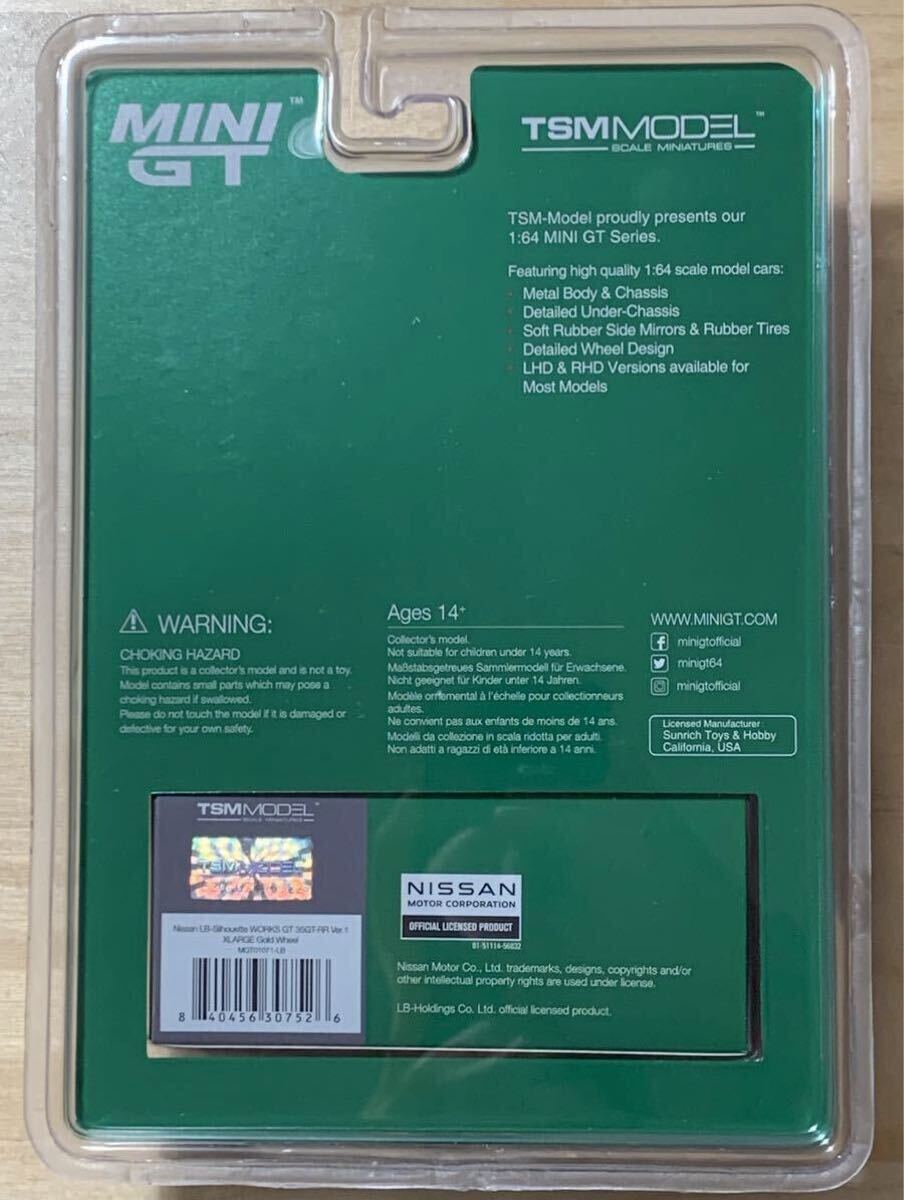 MINI GT™
TSMMODEL™
SCALE MINIATURES
TSM-Model proudly presents our
1:64 MINI GT Series.
Featuring high quality 1:64 scale model cars:
· Metal Body & Chassis
· Detailed Under-Chassis
· Soft Rubber Side Mirrors & Rubber Tires
· Detailed Wheel Design
· LHD & RHD Versions available for
Most Models
WARNING:
CHOKING HAZARD
This product is a collector's model and is not a toy.
Model contains small parts which may pose a
choking hazard if swallowed.
Please do not touch the model if it is damaged or
defective for your own safety.
Ages 14+
Collector's model.
Not suitable for children under 14 years.
Maßstabsgetreues Sammlermodell für Erwachsene.
Nicht geeignet für Kinder unter 14 Jahren.
Modèle ornemental à l'échelle pour collectionneurs
adultes.
Ne convient pas aux enfants de moins de 14 ans.
Modelli da collezione in scala ridotta per adulti.
Non adatti a ragazzi di età inferiore a 14 anni.
WWW.MINIGT.COM
minigtofficial
minigt64
minigtofficial
Licensed Manufacturer:
Sunrich Toys & Hobby
California, USA
TSMMODEL™
SCALE MINIATURES
TSMMODEL
Nissan LB-Silhouette WORKS GT 35GT-RR Ver.1
XLARGE Gold Wheel
MGT01071-LB
8 40456 30752 6
NISSAN
MOTOR CORPORATION
OFFICIAL LICENSED PRODUCT
01-51114-56832
Nissan Motor Co., Ltd. trademarks, designs, copyrights and/or
other intellectual property rights are used under license.
LB-Holdings Co. Ltd. official licensed product.